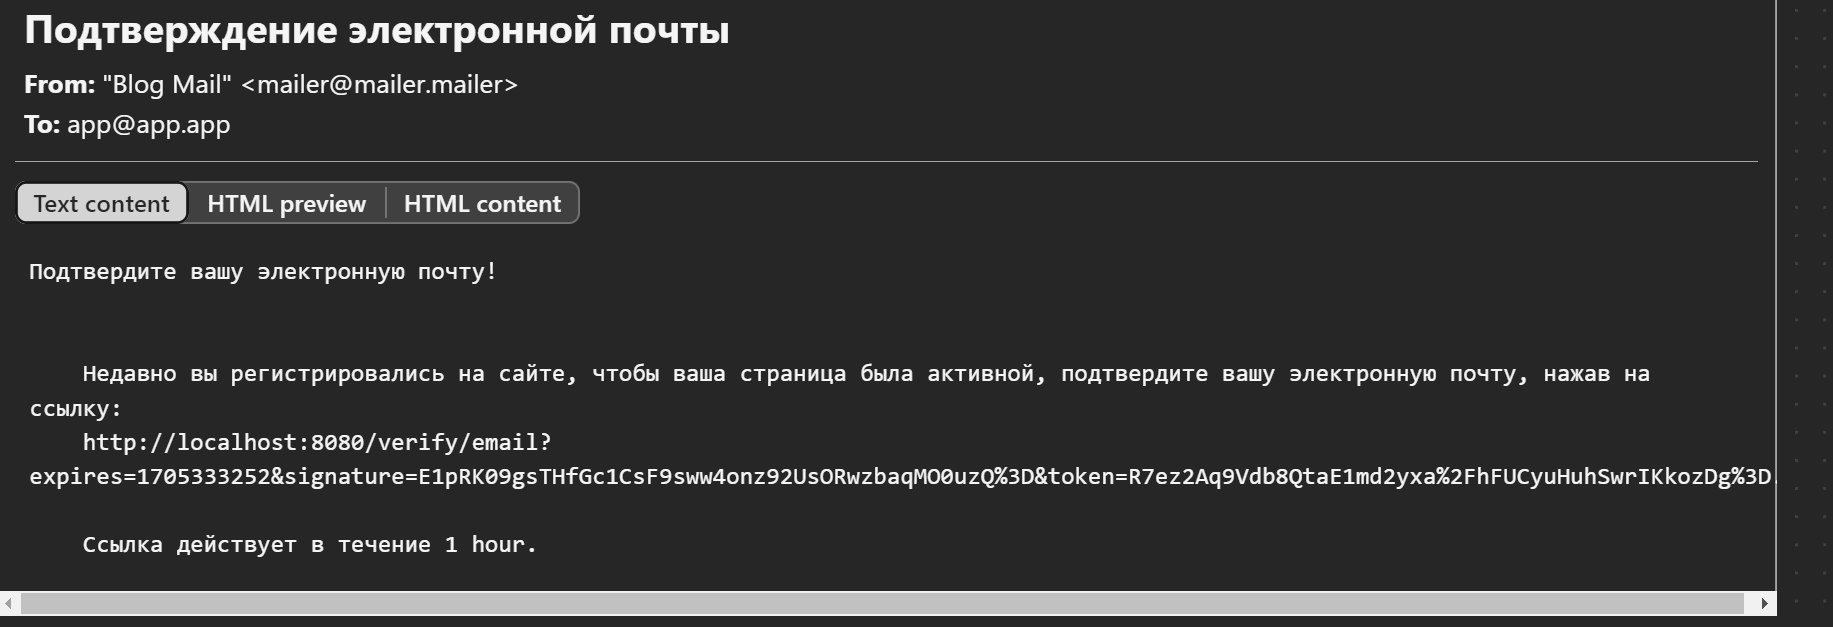 Подтверждение электронной почты
From: "Blog Mail" <mailer@mailer.mailer>
To: app@app.app
Text content HTML preview HTML content
Подтвердите вашу электронную почту!
Недавно вы регистрировались на сайте, чтобы ваша страница была активной, подтвердите вашу электронную почту, нажав на
ссылку:
http://localhost:8080/verify/email?
expires=1705333252&signature=E1pRK09gsTHfGc1CsF9sww4onz92UsORwzbaqMO0uzQ%3D&token=R7ez2Aq9Vdb8QtaE1md2yxa%2FhFUCyuHuhSwrIKkozDg%3D.
Ссылка действует в течение 1 hour.